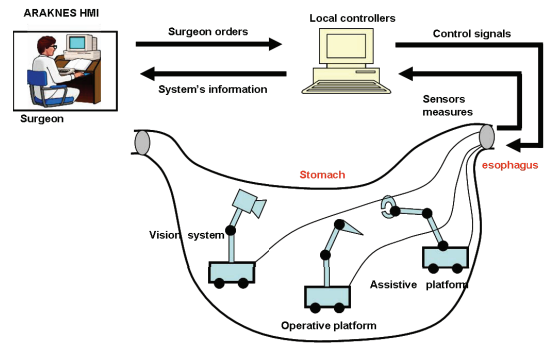 ARAKNES HMI
Surgeon
Surgeon orders
System's information
Local controllers
Control signals
Sensors
measures
esophagus
Stomach
Vision system
Operative platform
Assistive platform